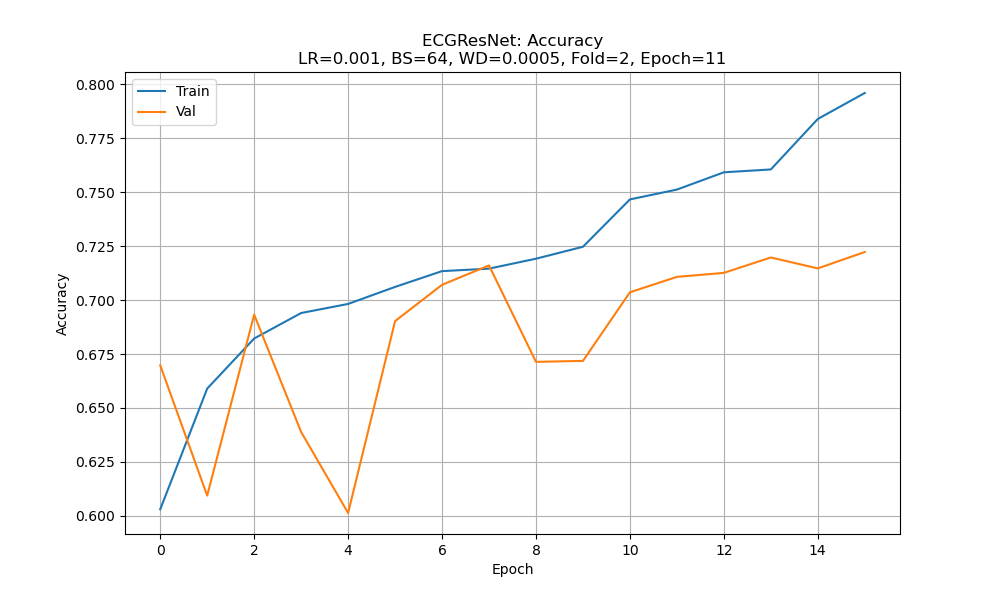 ECGResNet: Accuracy
LR=0.001, BS=64, WD=0.0005, Fold=2, Epoch=11
Train
Val
Accuracy
0.800
0.775
0.750
0.725
0.700
0.675
0.650
0.625
0.600
0 2 4 6 8 10 12 14
Epoch